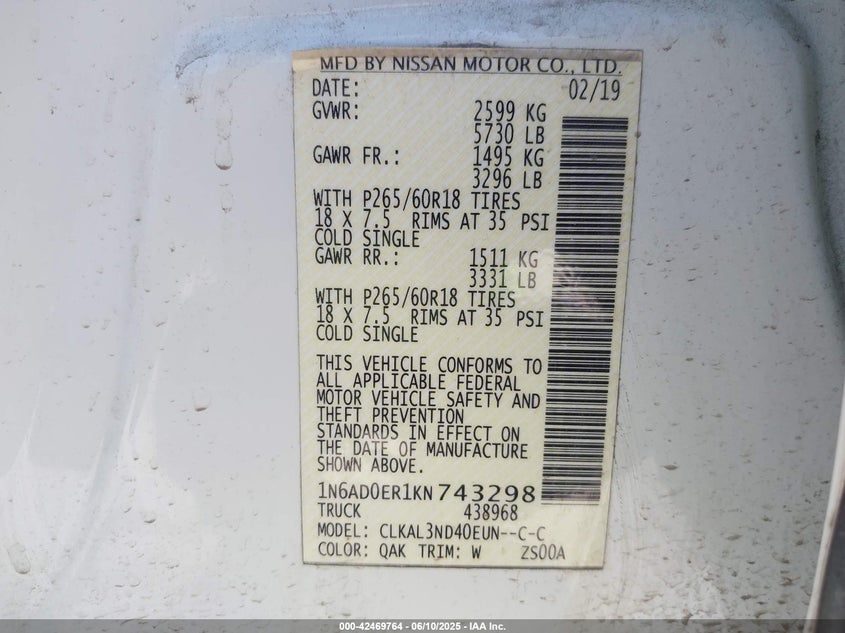 MFD BY NISSAN MOTOR CO., LTD.
DATE: 02/19
GVWR: 2599 KG
5730 LB
GAWR FR.: 1495 KG
3296 LB
WITH P265/60R18 TIRES
18 X 7.5 RIMS AT 35 PSI
COLD SINGLE
GAWR RR.: 1511 KG
3331 LB
WITH P265/60R18 TIRES
18 X 7.5 RIMS AT 35 PSI
COLD SINGLE
THIS VEHICLE CONFORMS TO
ALL APPLICABLE FEDERAL
MOTOR VEHICLE SAFETY AND
THEFT PREVENTION
STANDARDS IN EFFECT ON
THE DATE OF MANUFACTURE
SHOWN ABOVE.
1N6AD0ER1KN743298
TRUCK 438968
MODEL: CLKAL3ND40EUN--C-C
COLOR: QAK TRIM: W ZS00A
000-42469764 - 06/10/2025 - IAA Inc.